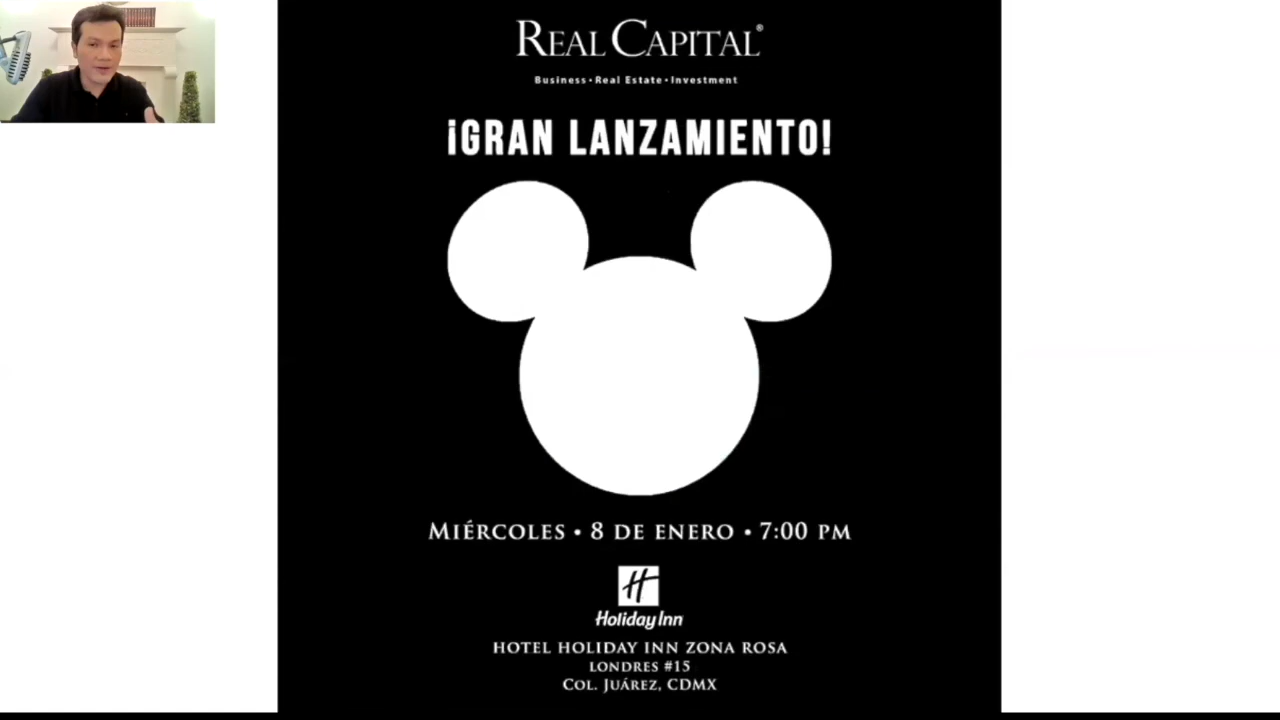 REAL CAPITAL®
Business • Real Estate • Investment
¡GRAN LANZAMIENTO!
MIÉRCOLES • 8 DE ENERO • 7:00 PM
H
Holiday Inn
HOTEL HOLIDAY INN ZONA ROSA
LONDRES #15
COL. JUÁREZ, CDMX